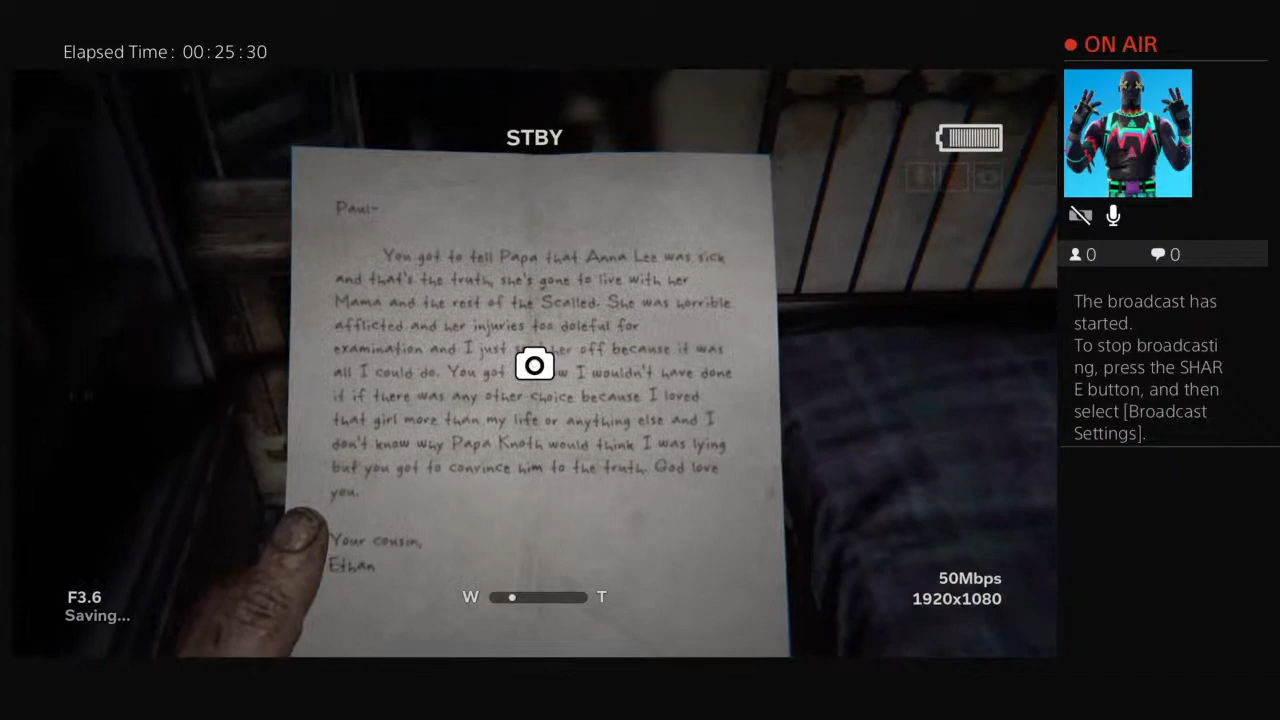 Elapsed Time: 00:25:30
ON AIR
STBY
Paul-
You got to tell Papa that Anna Lee was sick
and that's the truth, she's gone to live with her
Mama and the rest of the Scalled. She was horrible
afflicted and her injuries too doleful for
examination and I just her off because it was
all I could do. You got I wouldn't have done
it if there was any other choice because I loved
that girl more than my life or anything else and I
don't know why Papa Knoth would think I was lying
but you got to convince him to the truth. God love
you.
Your cousin,
Ethan
0
0
The broadcast has
started.
To stop broadcasti
ng, press the SHAR
E button, and then
select [Broadcast
Settings].
F3.6
Saving...
W
T
50Mbps
1920x1080